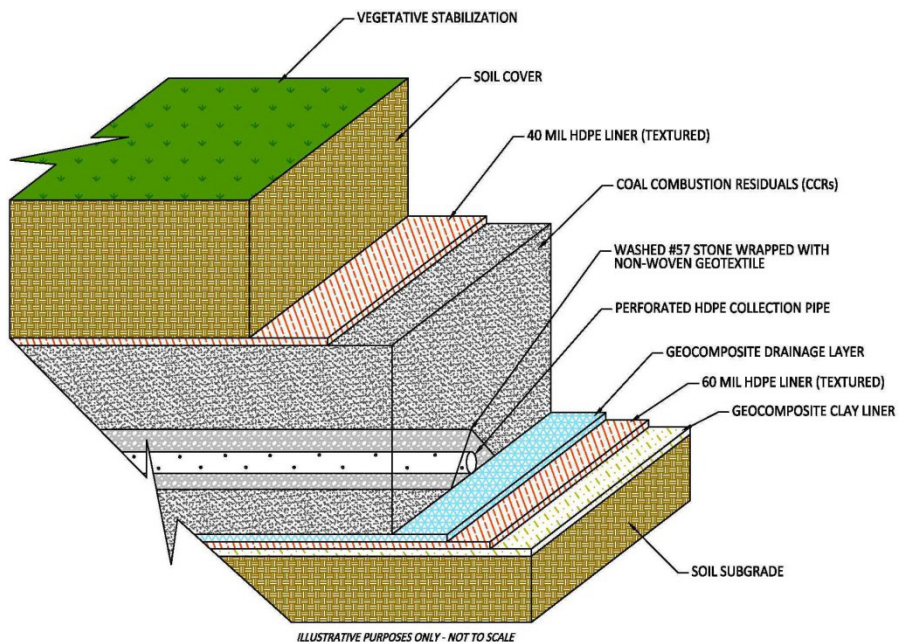 VEGETATIVE STABILIZATION
SOIL COVER
40 MIL HDPE LINER (TEXTURED)
COAL COMBUSTION RESIDUALS (CCRs)
WASHED #57 STONE WRAPPED WITH
NON-WOVEN GEOTEXTILE
PERFORATED HDPE COLLECTION PIPE
GEOCOMPOSITE DRAINAGE LAYER
60 MIL HDPE LINER (TEXTURED)
GEOCOMPOSITE CLAY LINER
SOIL SUBGRADE
ILLUSTRATIVE PURPOSES ONLY - NOT TO SCALE